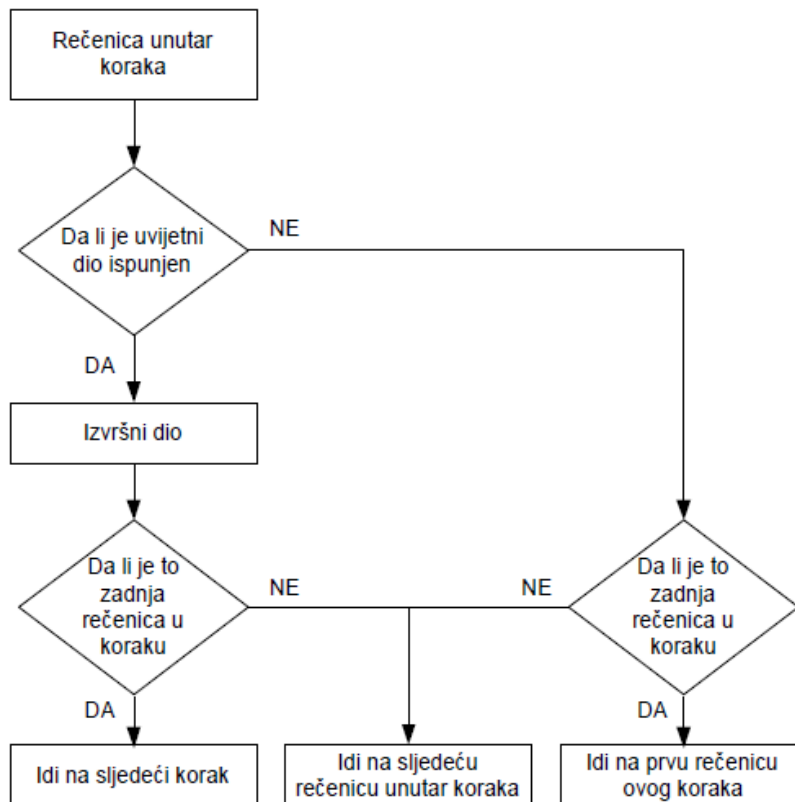 Rečenica unutar
koraka
Da li je uvijetni
dio ispunjen
NE
DA
Izvršni dio
Da li je to
zadnja
rečenica u
koraku
NE
NE
Da li je to
zadnja
rečenica u
koraku
DA
DA
Idi na sljedeći korak
Idi na sljedeću
rečenicu unutar koraka
Idi na prvu rečenicu
ovog koraka